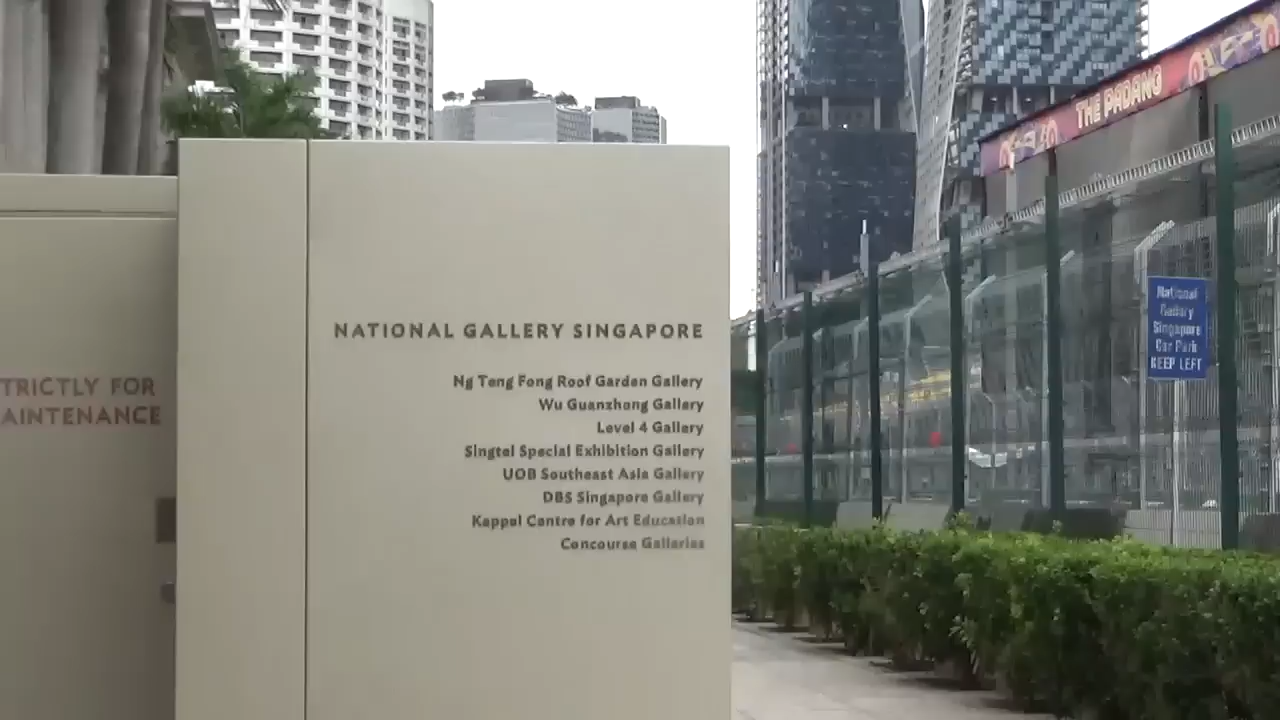 TRICTLY FOR
AINTENANCE
NATIONAL GALLERY SINGAPORE
Ng Teng Fong Roof Garden Gallery
Wu Guanzhong Gallery
Level 4 Gallery
Singtel Special Exhibition Gallery
UOB Southeast Asia Gallery
DBS Singapore Gallery
Keppel Centre for Art Education
Concourse Galleries
THE PADANG
National
Gallery
Singapore
Car Park
KEEP LEFT